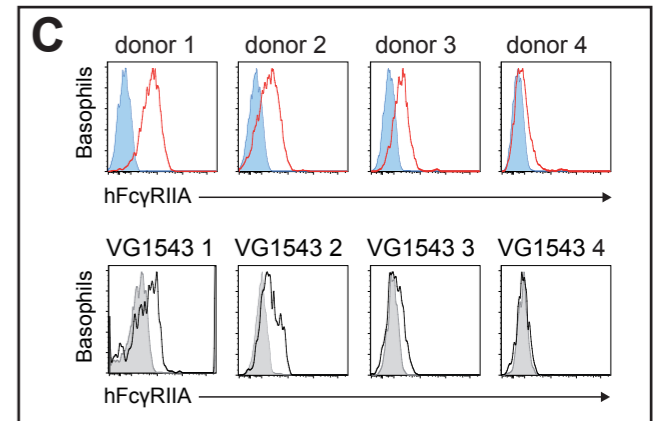 C
donor 1 donor 2 donor 3 donor 4
Basophils
hFcγRIIA
VG1543 1 VG1543 2 VG1543 3 VG1543 4
Basophils
hFcγRIIA